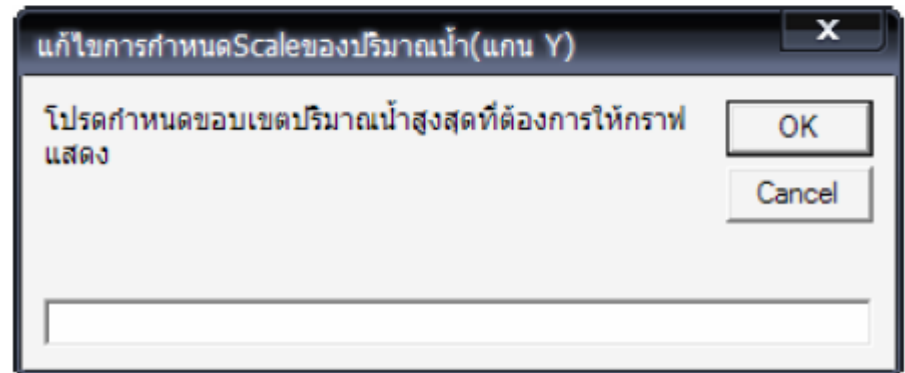 แก้ไขการกำหนดScaleของปริมาณน้ำ(แกน Y)
โปรดกำหนดขอบเขตปริมาณน้ำสูงสุดที่ต้องการให้กราฟ
แสดง
OK
Cancel